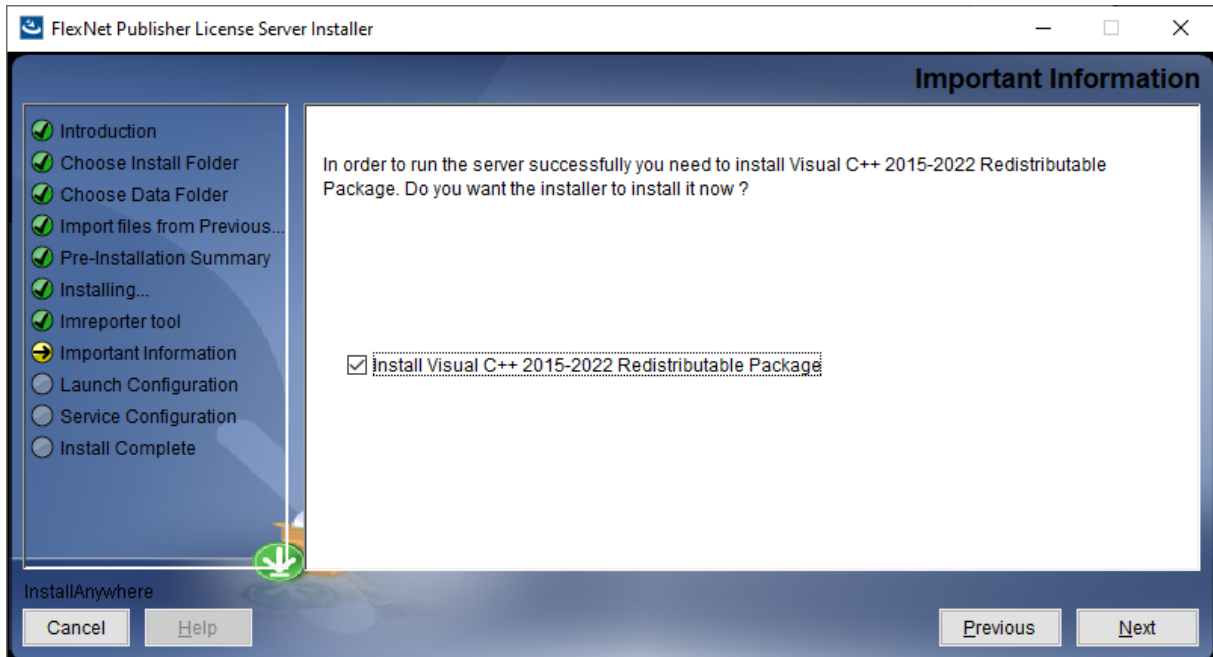 FlexNet Publisher License Server Installer
Important Information
Introduction
Choose Install Folder
Choose Data Folder
Import files from Previous...
Pre-Installation Summary
Installing...
lmreporter tool
Important Information
Launch Configuration
Service Configuration
Install Complete
In order to run the server successfully you need to install Visual C++ 2015-2022 Redistributable
Package. Do you want the installer to install it now ?
Install Visual C++ 2015-2022 Redistributable Package
InstallAnywhere
Cancel
Help
Previous
Next